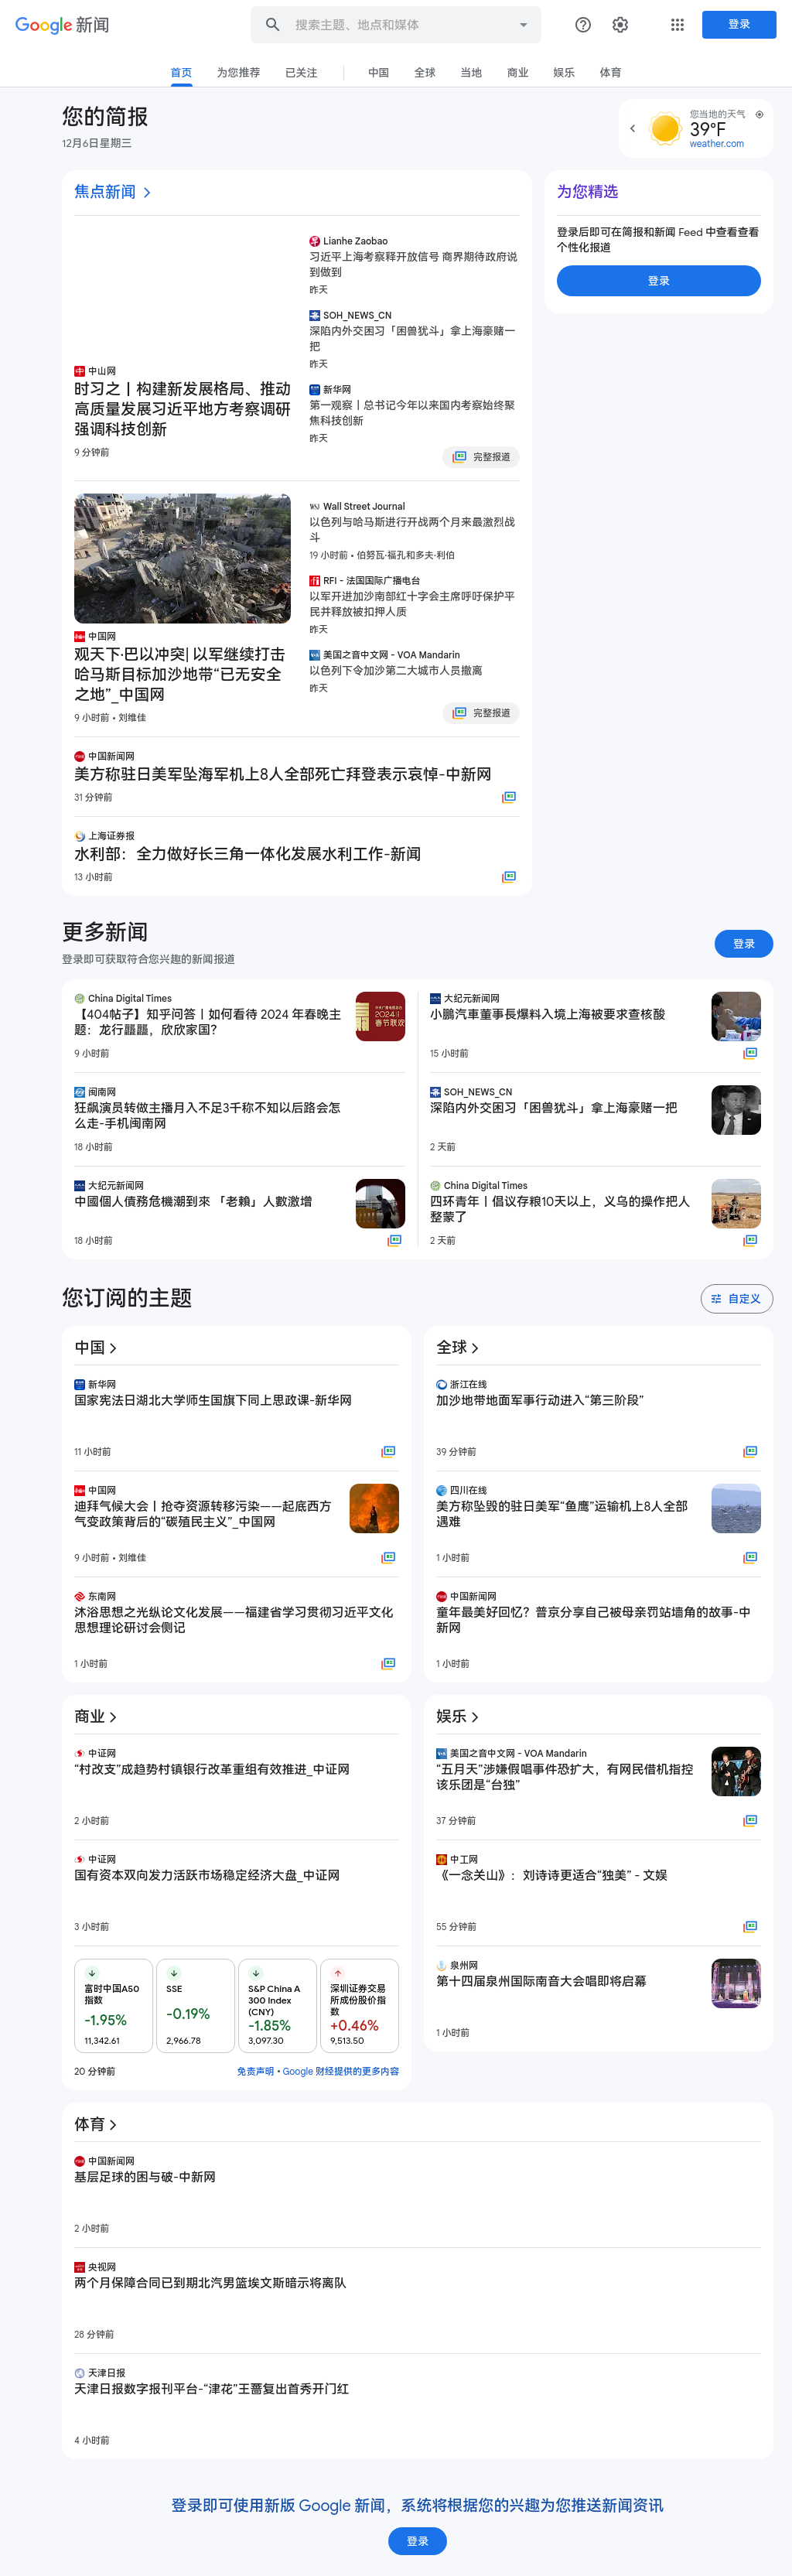 Google 新闻
搜索主题、地点和媒体
登录
首页
为您推荐
已关注
中国
全球
当地
商业
娱乐
体育
您的简报
12月6日星期三
您当地的天气
39°F
weather.com
焦点新闻
中山网
时习之丨构建新发展格局、推动
高质量发展习近平地方考察调研
强调科技创新
9 分钟前
Lianhe Zaobao
习近平上海考察释开放信号 商界期待政府说
到做到
昨天
SOH_NEWS_CN
深陷内外交困习「困兽犹斗」拿上海豪赌一
把
昨天
新华网
第一观察丨总书记今年以来国内考察始终聚
焦科技创新
昨天
完整报道
中国网
观天下·巴以冲突| 以军继续打击
哈马斯目标加沙地带“已无安全
之地”_中国网
9 小时前 • 刘维佳
Wall Street Journal
以色列与哈马斯进行开战两个月来最激烈战
斗
19 小时前 • 伯努瓦·福孔和多夫·利伯
RFI - 法国国际广播电台
以军开进加沙南部红十字会主席呼吁保护平
民并释放被扣押人质
昨天
美国之音中文网 - VOA Mandarin
以色列下令加沙第二大城市人员撤离
昨天
完整报道
中国新闻网
美方称驻日美军坠海军机上8人全部死亡拜登表示哀悼-中新网
31 分钟前
上海证券报
水利部：全力做好长三角一体化发展水利工作-新闻
13 小时前
为您精选
登录后即可在简报和新闻 Feed 中查看查看
个性化报道
登录
更多新闻
登录即可获取符合您兴趣的新闻报道
登录
China Digital Times
【404帖子】知乎问答丨如何看待 2024 年春晚主
题：龙行龘龘，欣欣家国？
9 小时前
闽南网
狂飙演员转做主播月入不足3千称不知以后路会怎
么走-手机闽南网
18 小时前
大纪元新闻网
中國個人債務危機潮到來 「老賴」人數激增
18 小时前
大纪元新闻网
小鵬汽車董事長爆料入境上海被要求查核酸
15 小时前
SOH_NEWS_CN
深陷内外交困习「困兽犹斗」拿上海豪赌一把
2 天前
China Digital Times
四环青年丨倡议存粮10天以上，义乌的操作把人
整蒙了
2 天前
您订阅的主题
自定义
中国
新华网
国家宪法日湖北大学师生国旗下同上思政课-新华网
11 小时前
中国网
迪拜气候大会丨抢夺资源转移污染——起底西方
气变政策背后的“碳殖民主义”_中国网
9 小时前 • 刘维佳
东南网
沐浴思想之光纵论文化发展——福建省学习贯彻习近平文化
思想理论研讨会侧记
1 小时前
全球
浙江在线
加沙地带地面军事行动进入“第三阶段”
39 分钟前
四川在线
美方称坠毁的驻日美军“鱼鹰”运输机上8人全部
遇难
1 小时前
中国新闻网
童年最美好回忆？普京分享自己被母亲罚站墙角的故事-中
新网
1 小时前
商业
中证网
“村改支”成趋势村镇银行改革重组有效推进_中证网
2 小时前
中证网
国有资本双向发力活跃市场稳定经济大盘_中证网
3 小时前
富时中国A50
指数
-1.95%
11,342.61
SSE
-0.19%
2,966.78
S&P China A
300 Index
(CNY)
-1.85%
3,097.30
深圳证券交易
所成份股价指
数
+0.46%
9,513.50
20 分钟前
免责声明 • Google 财经提供的更多内容
娱乐
美国之音中文网 - VOA Mandarin
“五月天”涉嫌假唱事件恐扩大，有网民借机指控
该乐团是“台独”
37 分钟前
中工网
《一念关山》：刘诗诗更适合“独美” - 文娱
55 分钟前
泉州网
第十四届泉州国际南音大会唱即将启幕
1 小时前
体育
中国新闻网
基层足球的困与破-中新网
2 小时前
央视网
两个月保障合同已到期北汽男篮埃文斯暗示将离队
28 分钟前
天津日报
天津日报数字报刊平台-“津花”王蔷复出首秀开门红
4 小时前
登录即可使用新版 Google 新闻，系统将根据您的兴趣为您推送新闻资讯
登录